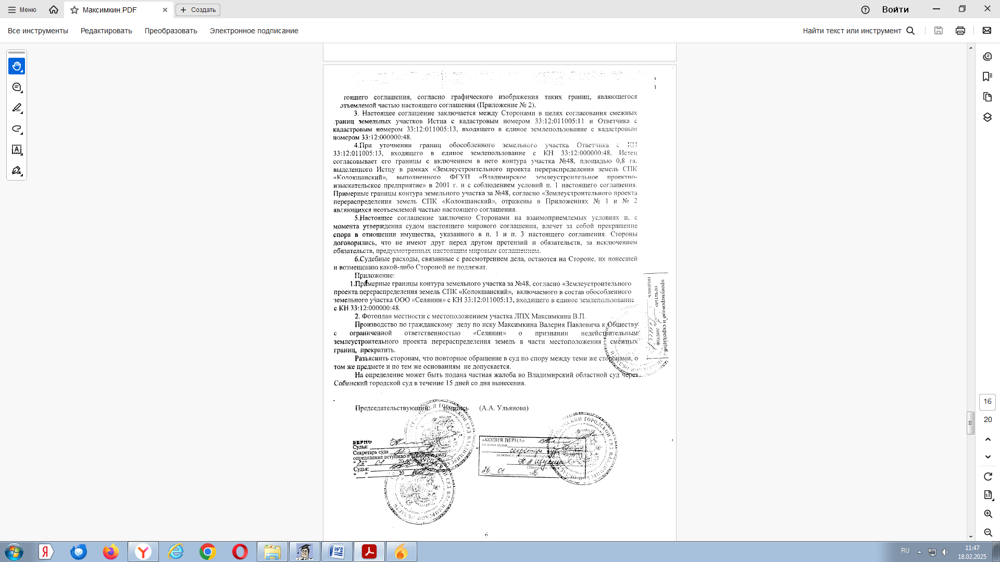 Меню
Максимкин.PDF
Создать
Войти
Все инструменты
Редактировать
Преобразовать
Электронное подписание
Найти текст или инструмент
тоящего соглашения, согласно графического изображения таких границ, являющегося
отъемлемой частью настоящего соглашения (Приложение № 2).
3. Настоящее соглашение заключается между Сторонами в целях согласования смежных
границ земельных участков Истца с кадастровым номером 33:12:011005:11 и Ответчика с
кадастровым номером 33:12:011005:13, входящего в единое землепользование с кадастровым
номером 33:12:000000:48.
4.При уточнении границ обособленного земельного участка Ответчика с КН
33:12:011005:13, входящего в единое землепользование с КН 33:12:000000:48, Истец
согласовывает его границы с включением в него контура участка №48, площадью 0,8 га.
выделенного Истцу в рамках «Землеустроительного проекта перераспределения земель СПК
«Колокшанский», выполненного ФГУП «Владимирское землеустроительное проектно-
изыскательское предприятие» в 2001 г. и с соблюдением условий п. 1 настоящего соглашения.
Примерные границы контура земельного участка за №48, согласно «Землеустроительного проекта
перераспределения земель СПК «Колокшанский», отражены в Приложениях № 1 и № 2
являющихся неотъемлемой частью настоящего соглашения.
5.Настоящее соглашение заключено Сторонами на взаимоприемлемых условиях и, с
момента утверждения судом настоящего мирового соглашения, влечет за собой прекращение
спора в отношении имущества, указанного в п. 1 и п. 3 настоящего соглашения. Стороны
договорились, что не имеют друг перед другом претензий и обязательств, за исключением
обязательств, предусмотренных настоящим мировым соглашением.
6.Судебные расходы, связанные с рассмотрением дела, остаются на Стороне, их понесшей
и возмещению какой-либо Стороной не подлежат.
Приложение:
1.Примерные границы контура земельного участка за №48, согласно «Землеустроительного
проекта перераспределения земель СПК «Колокшанский», включаемого в состав обособленного
земельного участка ООО «Селянин» с КН 33:12:011005:13, входящего в единое землепользование
с КН 33:12:000000:48.
2. Фотоплан местности с местоположением участка ЛПХ Максимкина В.П.
Производство по гражданскому делу по иску Максимкина Валерия Павловича к Обществу
с ограниченной ответственностью «Селянин» о признании недействительным
землеустроительного проекта перераспределения земель в части местоположения смежных
границ, прекратить.
Разъяснить сторонам, что повторное обращение в суд по спору между теми же сторонами, о
том же предмете и по тем же основаниям не допускается.
На определение может быть подана частная жалоба во Владимирский областной суд через
Собинский городской суд в течение 15 дней со дня вынесения.
пронумеровано и скреплено
печатью листов
подпись
Председательствующий: подпись (А.А. Ульянова)
ВЕРНО
Судья:
Секретарь суда
определение вступило в законную силу
Судья:
20
«КОПИЯ ВЕРНА»
подпись судьи
секретарь суда
26 01
6
16
20
RU
11:47
18.02.2025